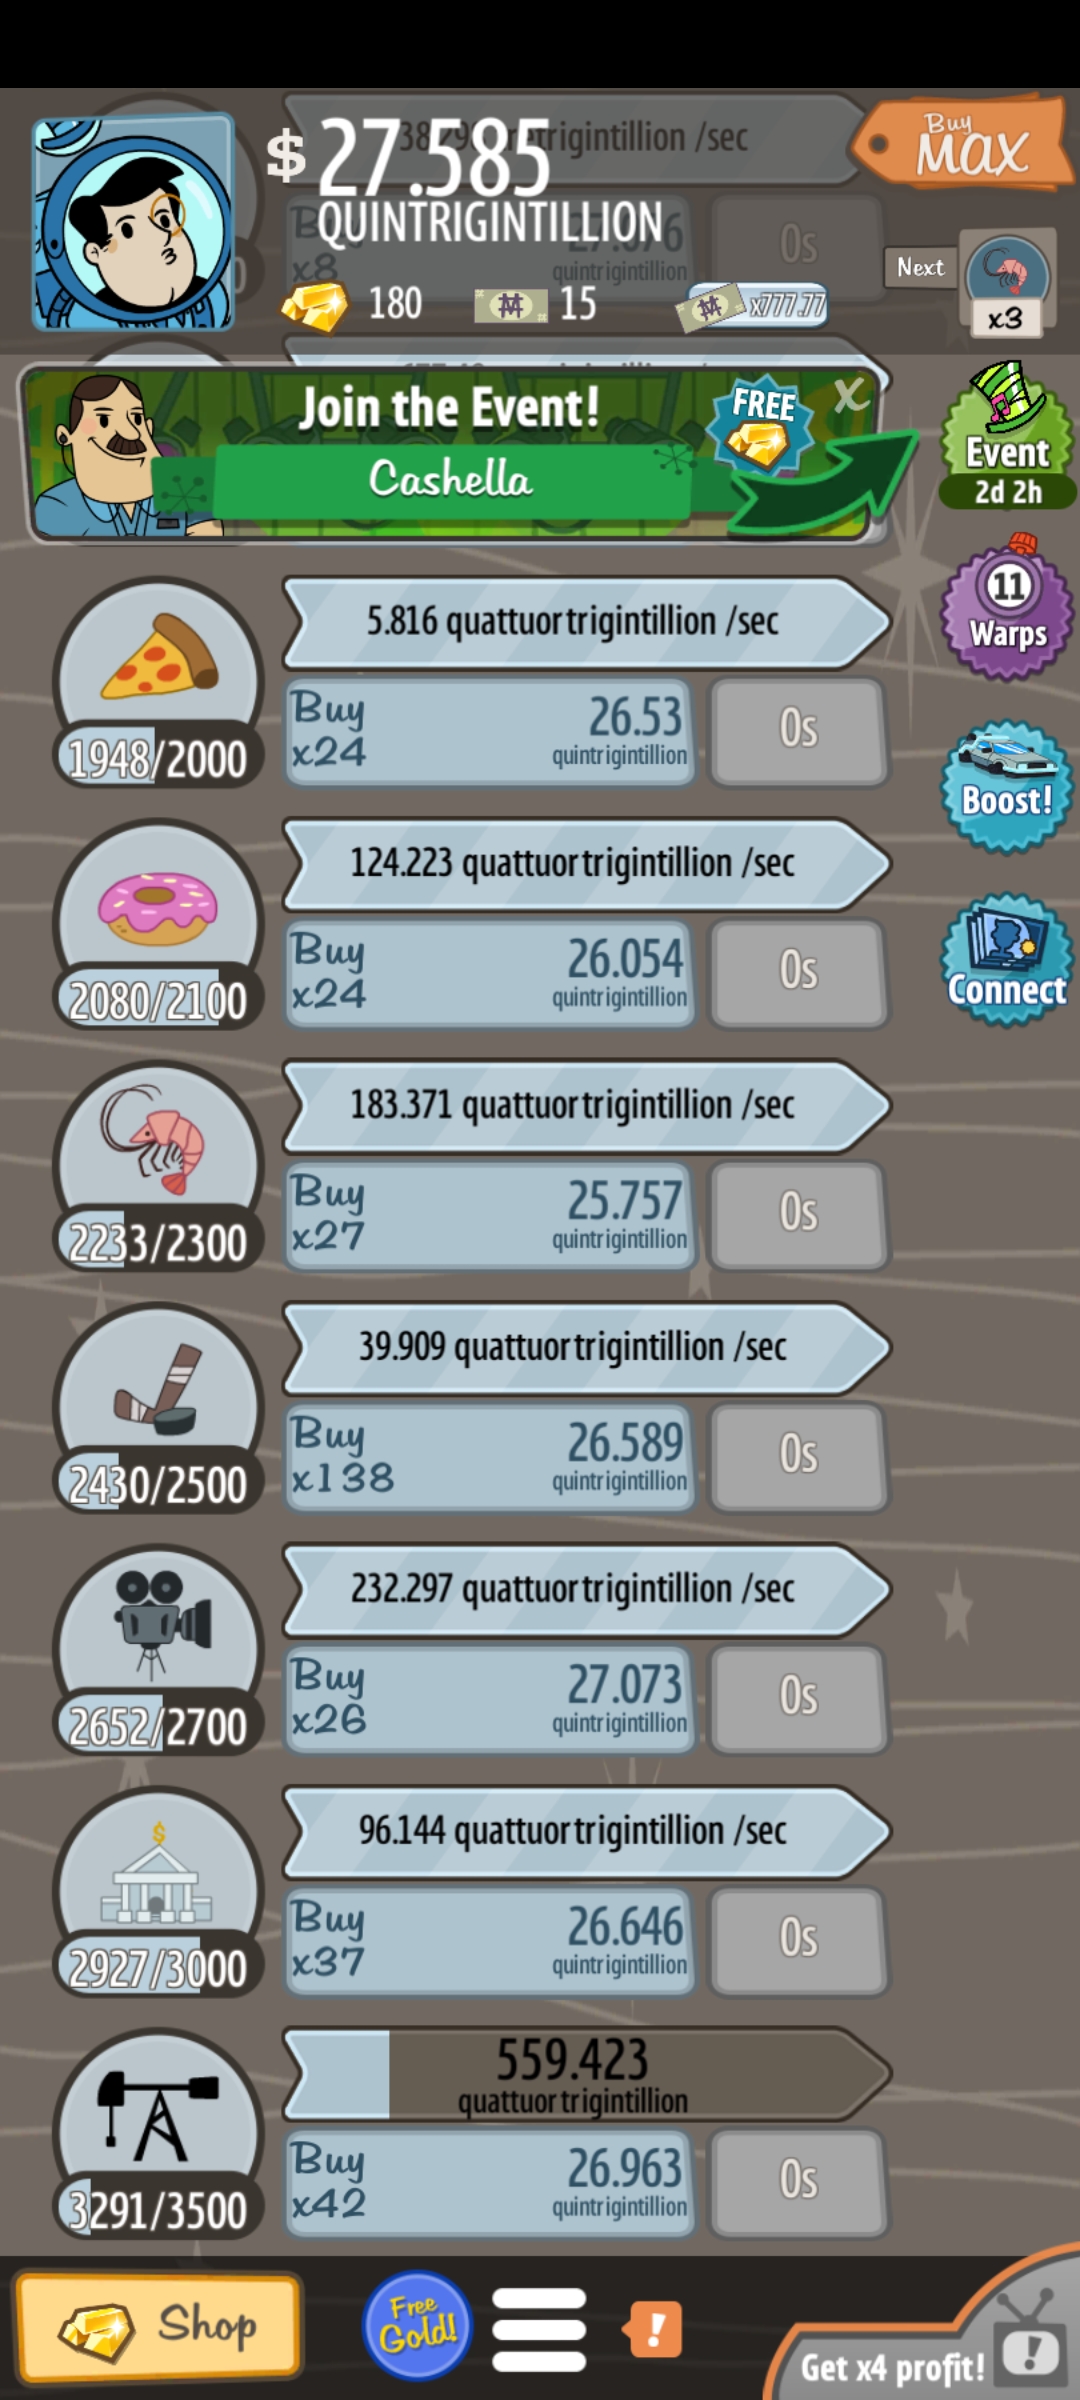 $ 27.585
QUINTRIGINTILLION
180 15 x777.77
Buy
MAX
Buy
x8
quintrigintillion
0s
Next
x3
Join the Event!
Cashella
FREE
X
Event
2d 2h
11
Warps
Boost!
Connect
5.816 quattuortrigintillion /sec
Buy 26.53
x24 quintrigintillion
0s
1948/2000
124.223 quattuortrigintillion /sec
Buy 26.054
x24 quintrigintillion
0s
2080/2100
183.371 quattuortrigintillion /sec
Buy 25.757
x27 quintrigintillion
0s
2233/2300
39.909 quattuortrigintillion /sec
Buy 26.589
x138 quintrigintillion
0s
2430/2500
232.297 quattuortrigintillion /sec
Buy 27.073
x26 quintrigintillion
0s
2652/2700
96.144 quattuortrigintillion /sec
Buy 26.646
x37 quintrigintillion
0s
2927/3000
559.423
quattuortrigintillion
Buy 26.963
x42 quintrigintillion
0s
3291/3500
Shop
Free
Gold!
!
Get x4 profit!
!